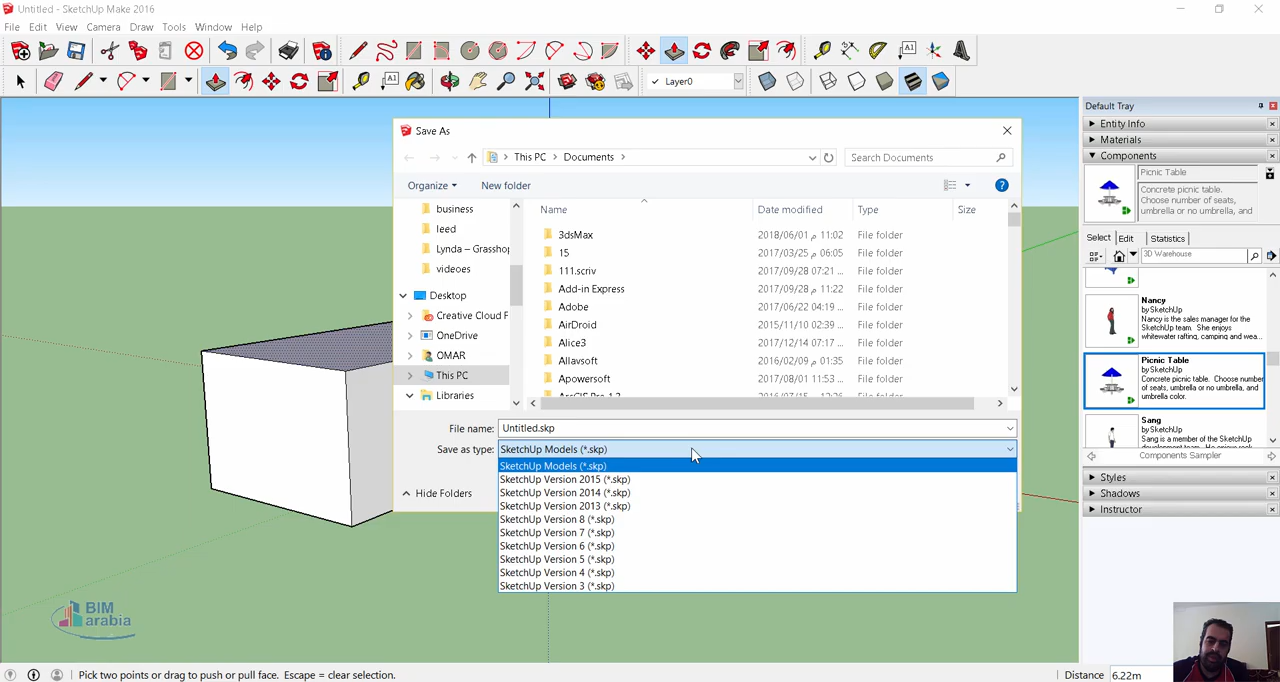 Untitled - SketchUp Make 2016
File Edit View Camera Draw Tools Window Help
Layer0
Default Tray
Entity Info
Materials
Components
Picnic Table
Concrete picnic table.
Choose number of seats,
umbrella or no umbrella, and
Select Edit Statistics
3D Warehouse
Nancy
by SketchUp
Nancy is the sales manager for the
SketchUp team. She enjoys
whitewater rafting, camping and wea...
Picnic Table
by SketchUp
Concrete picnic table. Choose number
of seats, umbrella or no umbrella, and
umbrella color.
Sang
by SketchUp
Sang is a member of the SketchUp
Components Sampler
Styles
Shadows
Instructor
Save As
This PC > Documents >
Search Documents
Organize New folder
business
leed
Lynda – Grasshop
videoes
Desktop
Creative Cloud F
OneDrive
OMAR
This PC
Libraries
Name Date modified Type Size
3dsMax 2018/06/01 11:02 م File folder
15 2017/03/25 06:05 م File folder
111.scriv 2017/09/28 07:21 ... File folder
Add-in Express 2017/09/28 11:22 م File folder
Adobe 2017/06/22 04:19 ... File folder
AirDroid 2015/11/10 02:39 ... File folder
Alice3 2017/12/14 07:17 م File folder
Allavsoft 2016/02/09 01:35 م File folder
Apowersoft 2017/08/01 11:53 ... File folder
File name: Untitled.skp
Save as type: SketchUp Models (*.skp)
SketchUp Models (*.skp)
SketchUp Version 2015 (*.skp)
SketchUp Version 2014 (*.skp)
SketchUp Version 2013 (*.skp)
SketchUp Version 8 (*.skp)
SketchUp Version 7 (*.skp)
SketchUp Version 6 (*.skp)
SketchUp Version 5 (*.skp)
SketchUp Version 4 (*.skp)
SketchUp Version 3 (*.skp)
Hide Folders
BIM
arabia
Pick two points or drag to push or pull face. Escape = clear selection.
Distance 6.22m